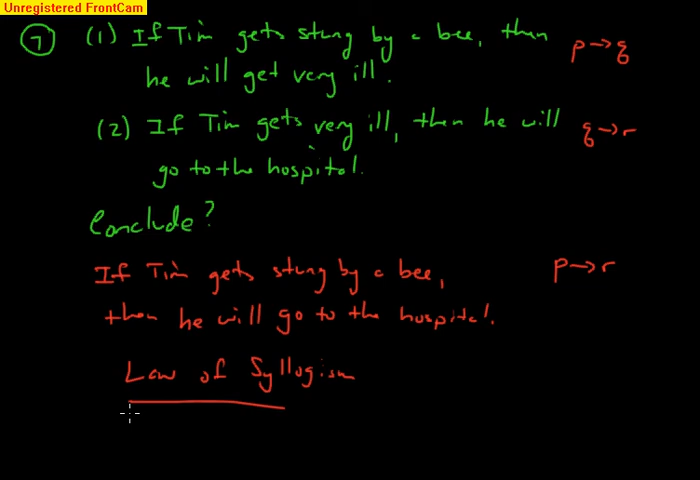 Unregistered FrontCam
7 (1) If Tim gets stung by a bee, then p→q
he will get very ill.
(2) If Tim gets very ill, then he will q→r
go to the hospital.
Conclude?
If Tim gets stung by a bee, p→r
then he will go to the hospital.
Law of Syllogism